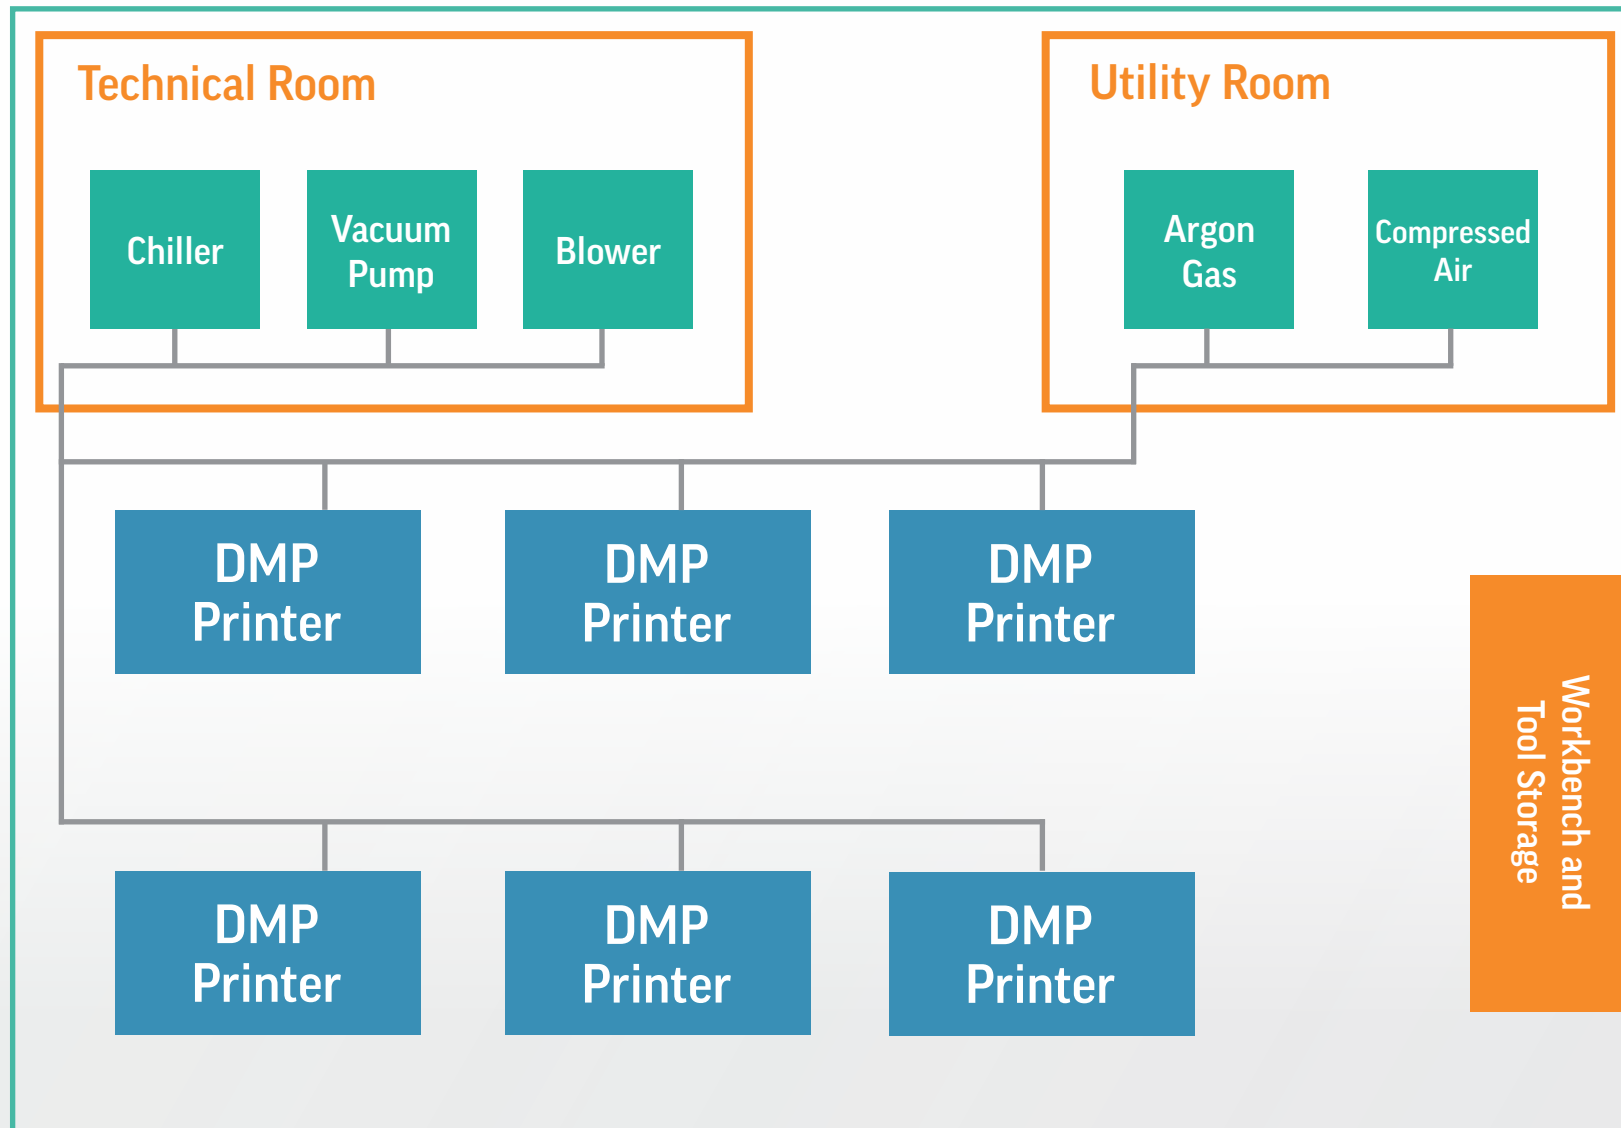 Technical Room
Utility Room
Chiller
Vacuum
Pump
Blower
Argon
Gas
Compressed
Air
DMP
Printer
DMP
Printer
DMP
Printer
Workbench and
Tool Storage
DMP
Printer
DMP
Printer
DMP
Printer